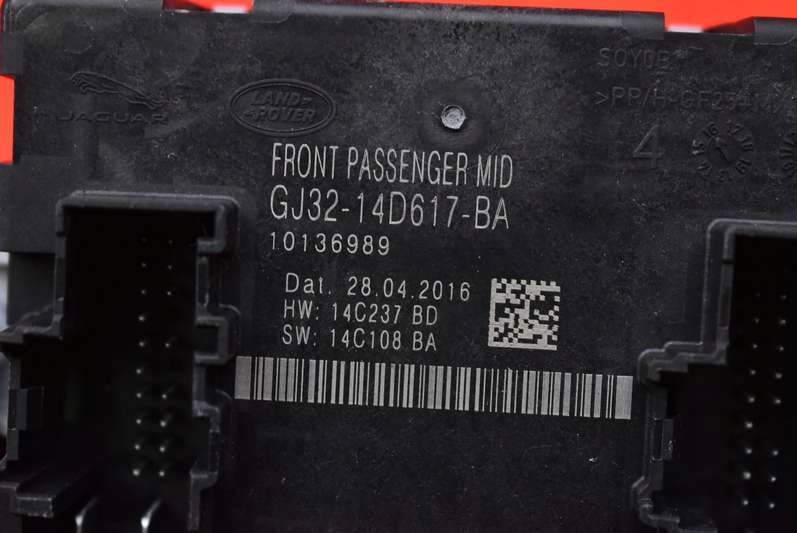 JAGUAR
LAND-
ROVER
FRONT PASSENGER MID
GJ32-14D617-BA
10136989
Dat. 28.04.2016
HW: 14C237 BD
SW: 14C108 BA
4